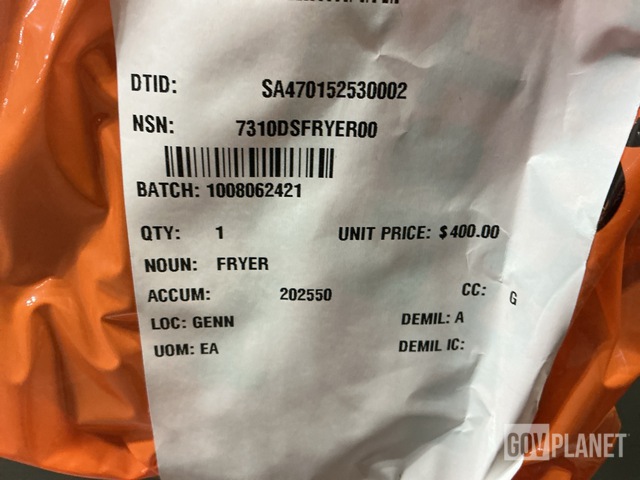 DTID: SA470152530002
NSN: 7310DSFRYER00
BATCH: 1008062421
QTY: 1 UNIT PRICE: $400.00
NOUN: FRYER
ACCUM: 202550 CC: G
LOC: GENN DEMIL: A
UOM: EA DEMIL IC:
GOVPLANET